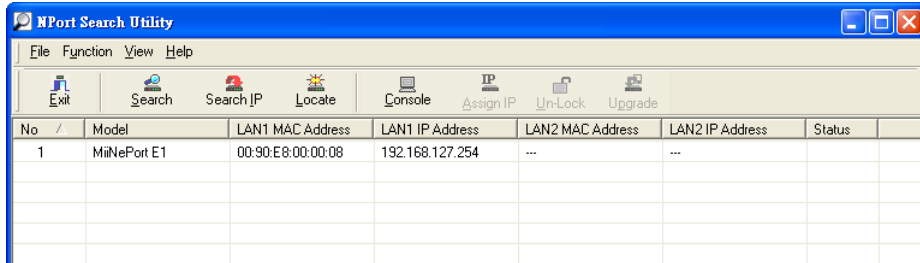 NPort Search Utility
File Function View Help
Exit Search Search IP Locate Console IP Assign IP Un-Lock Upgrade
No Model LAN1 MAC Address LAN1 IP Address LAN2 MAC Address LAN2 IP Address Status
1 MiiNePort E1 00:90:E8:00:00:08 192.168.127.254 --- ---